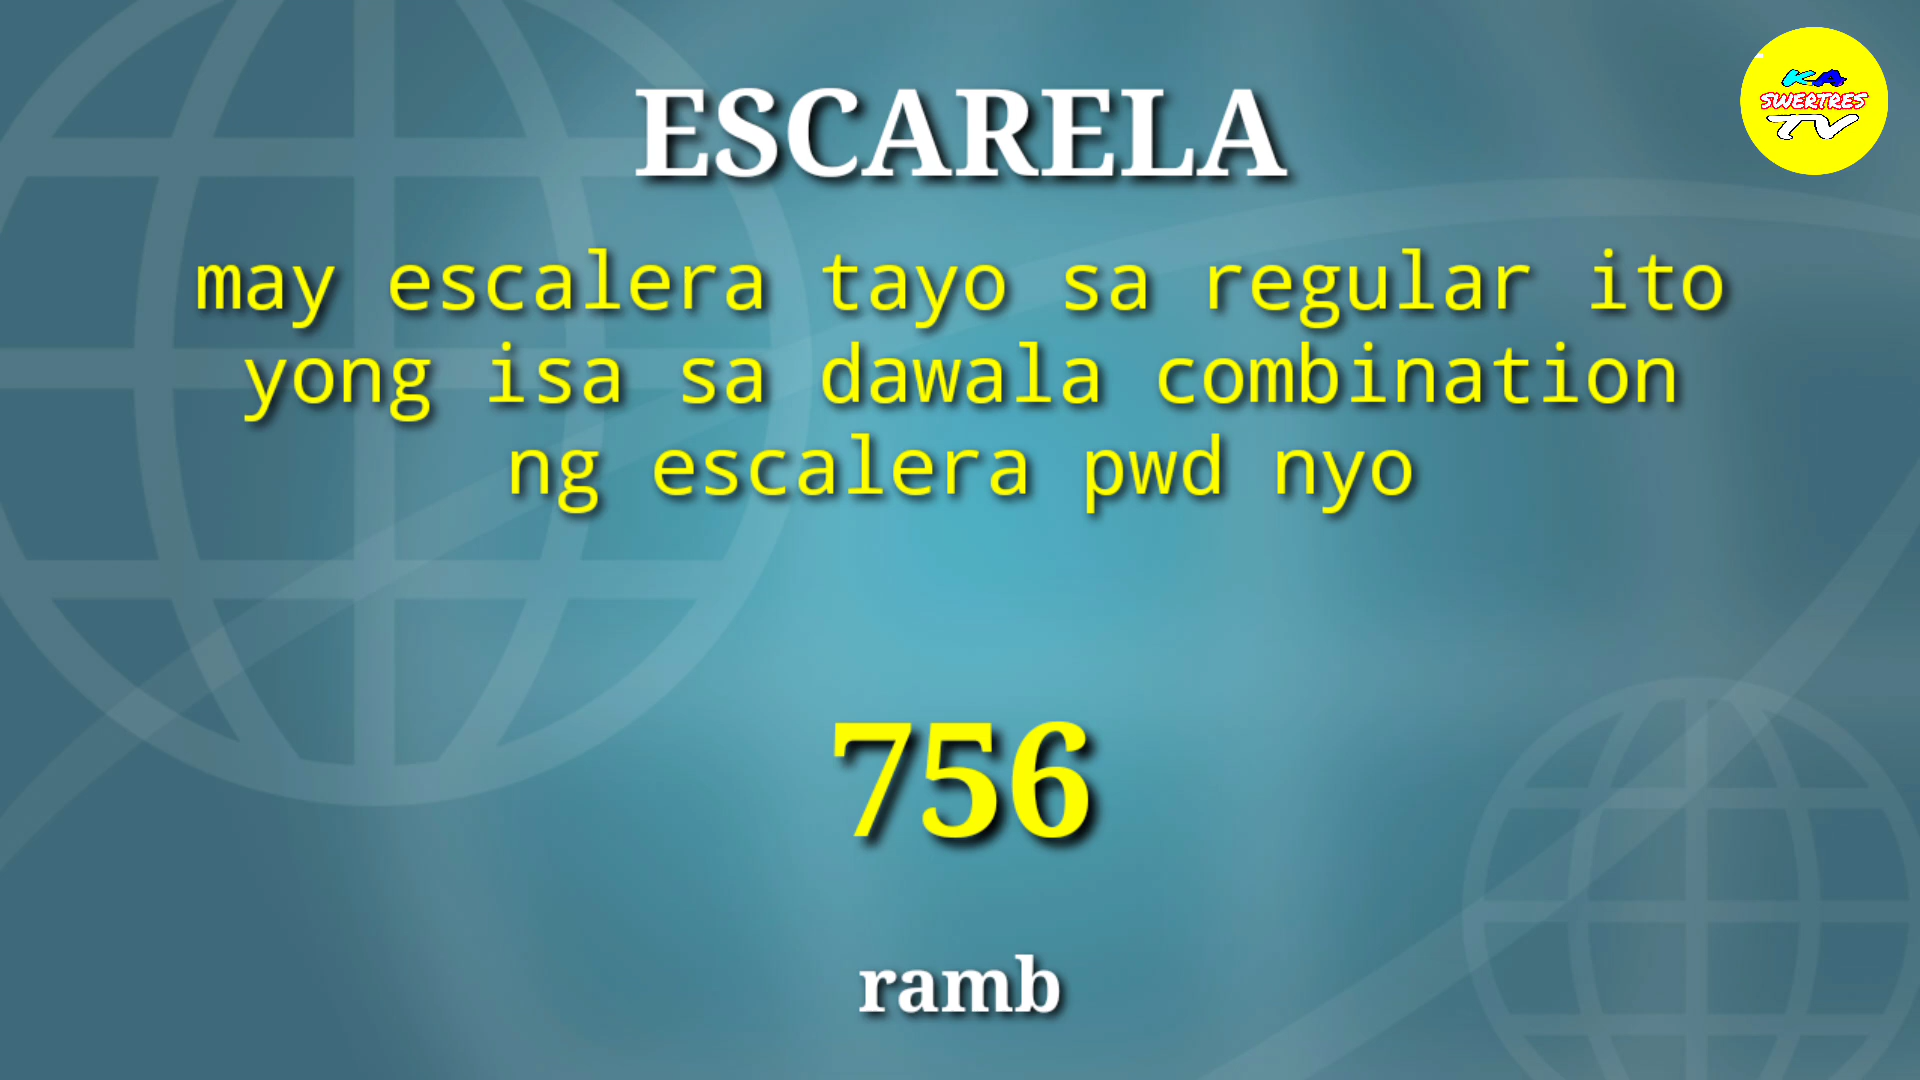 KA
SWERTRES
TV
ESCARELA
may escalera tayo sa regular ito
yong isa sa dawala combination
ng escalera pwd nyo
756
ramb